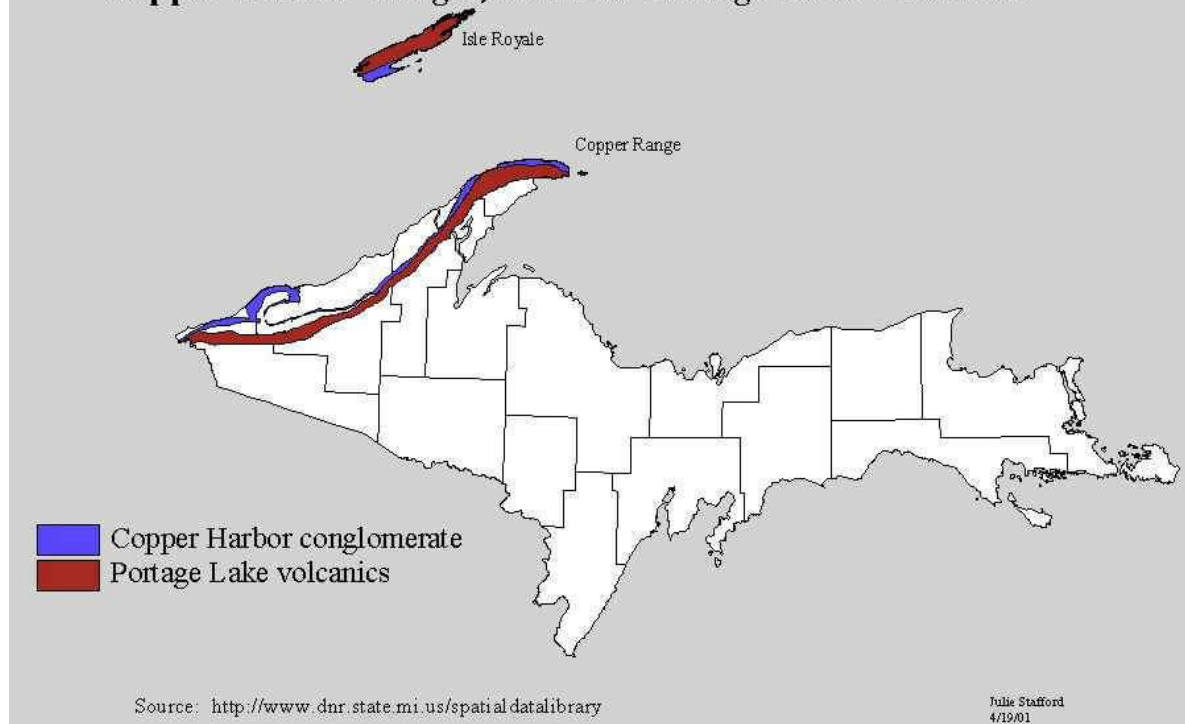 Isle Royale
Copper Range
Copper Harbor conglomerate
Portage Lake volcanics
Source: http://www.dnr.state.mi.us/spatialdatalibrary
Julie Stafford
4/19/01